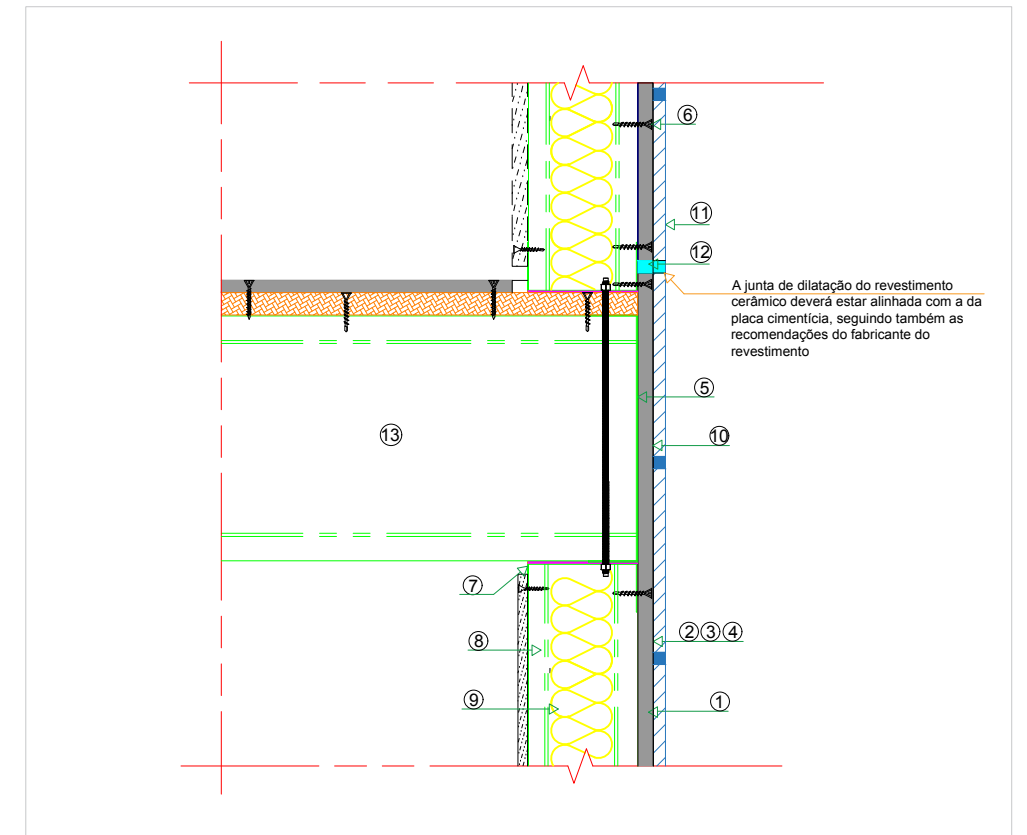 ⑥
⑪
⑫
A junta de dilatação do revestimento
cerâmico deverá estar alinhada com a da
placa cimentícia, seguindo também as
recomendações do fabricante do
revestimento
⑤
⑬
⑩
⑦
②③④
⑧
⑨
①